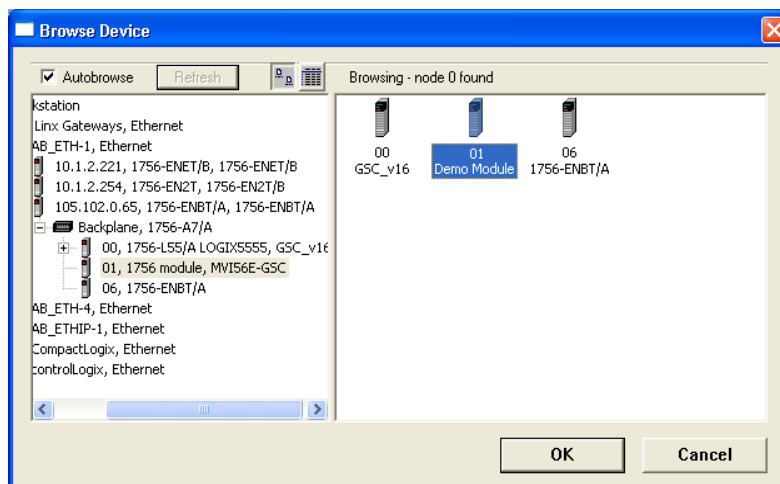 Browse Device
Autobrowse
Refresh
Browsing - node 0 found
kstation
Linx Gateways, Ethernet
AB_ETH-1, Ethernet
10.1.2.221, 1756-ENET/B, 1756-ENET/B
10.1.2.254, 1756-EN2T, 1756-EN2T/B
105.102.0.65, 1756-ENBT/A, 1756-ENBT/A
Backplane, 1756-A7/A
00, 1756-L55/A LOGIX5555, GSC_v16
01, 1756 module, MVI56E-GSC
06, 1756-ENBT/A
AB_ETH-4, Ethernet
AB_ETHIP-1, Ethernet
CompactLogix, Ethernet
controlLogix, Ethernet
00
GSC_v16
01
Demo Module
06
1756-ENBT/A
OK
Cancel